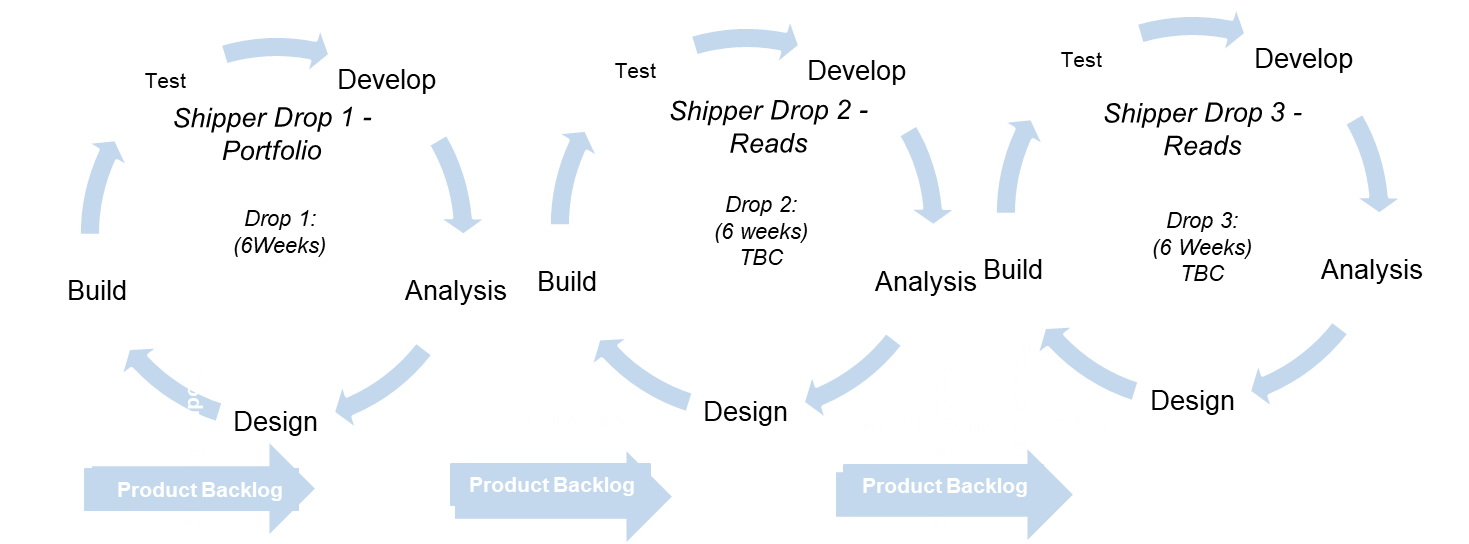 Test
Develop
Shipper Drop 1 -
Portfolio
Drop 1:
(6Weeks)
Build
Analysis
Design
Product Backlog
Test
Develop
Shipper Drop 2 -
Reads
Drop 2:
(6 weeks)
TBC
Build
Analysis
Design
Product Backlog
Test
Develop
Shipper Drop 3 -
Reads
Drop 3:
(6 Weeks)
TBC
Build
Analysis
Design
Product Backlog